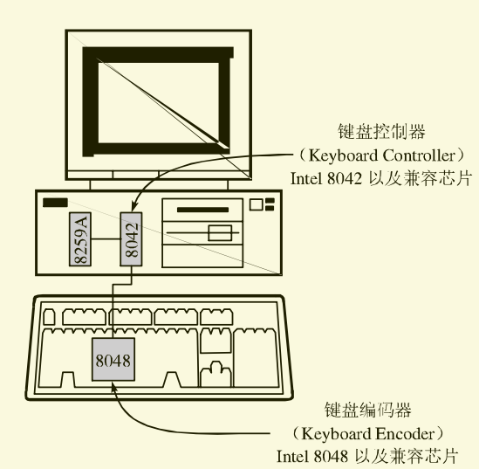 键盘控制器
（Keyboard Controller）
Intel 8042 以及兼容芯片
8259A
8042
8048
键盘编码器
（Keyboard Encoder）
Intel 8048 以及兼容芯片